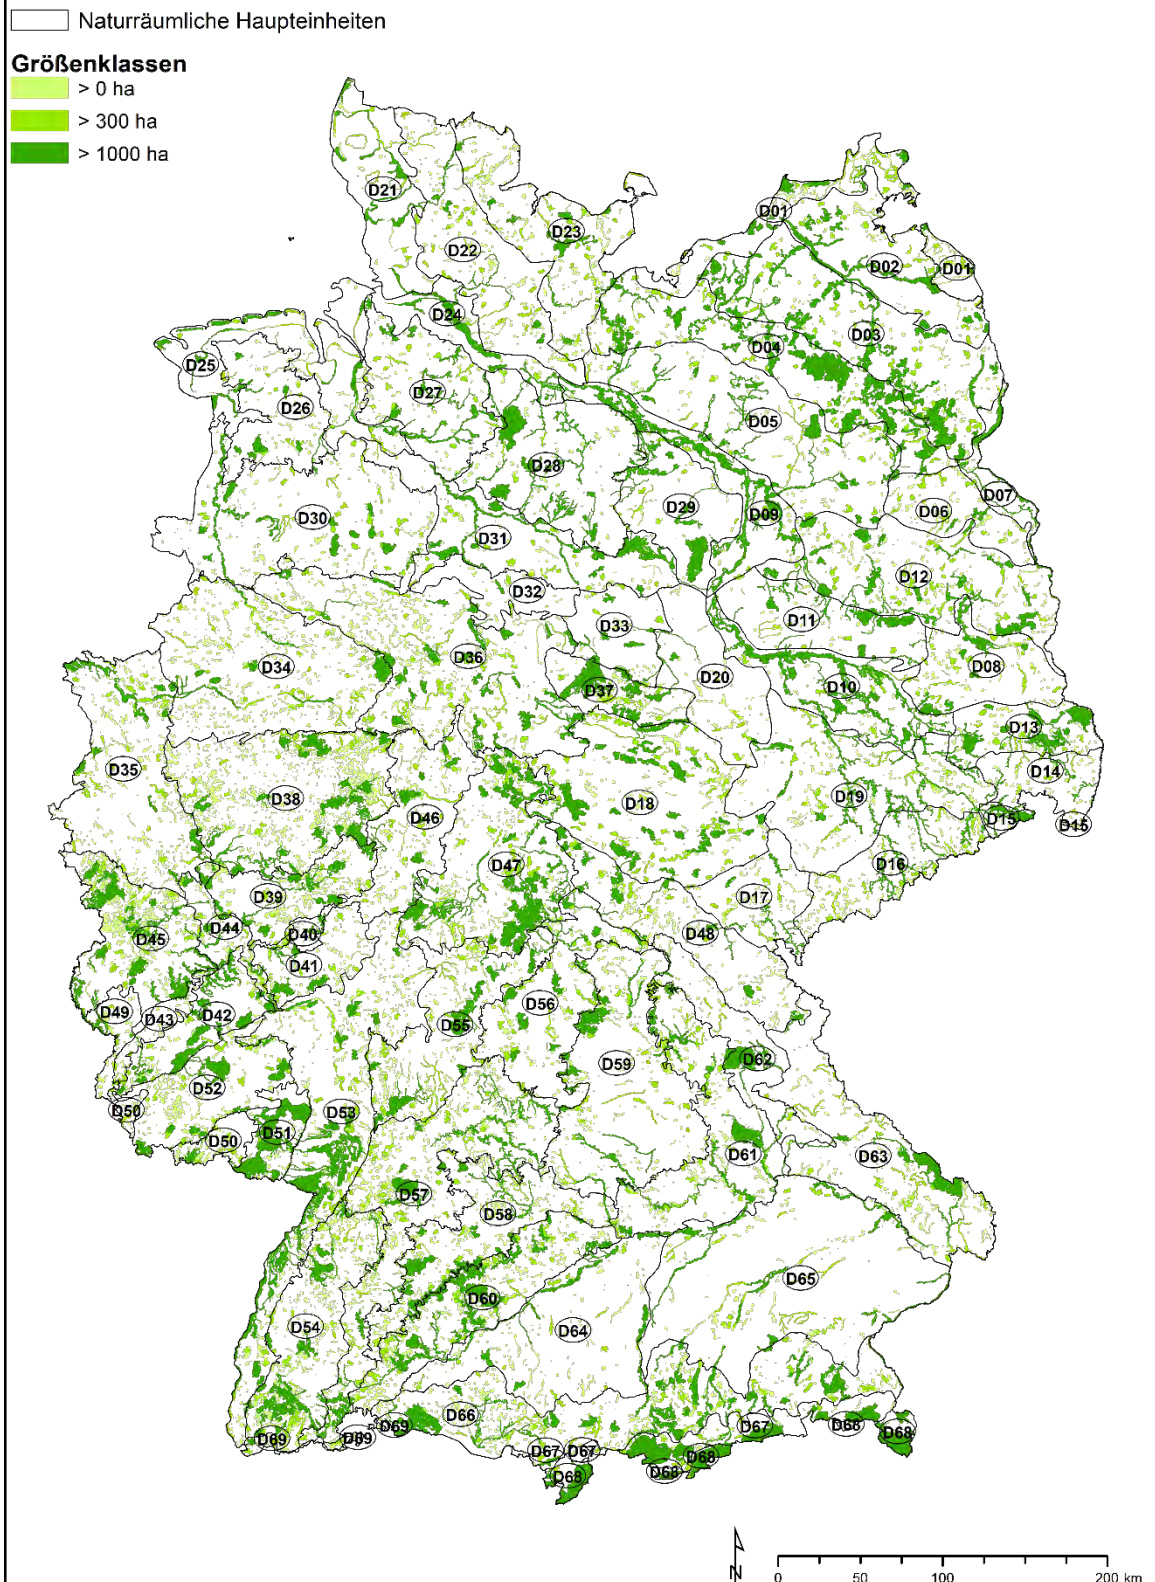 Naturräumliche Haupteinheiten
Größenklassen
> 0 ha
> 300 ha
> 1000 ha
D21
D01
D23
D22
D02
D01
D24
D03
D04
D25
D27
D26
D05
D28
D07
D29
D09
D06
D30
D31
D12
D32
D11
D33
D36
D34
D08
D20
D37
D10
D13
D35
D14
D38
D19
D18
D46
D15
D15
D47
D16
D39
D17
D44
D40
D48
D45
D41
D56
D49
D43
D42
D55
D62
D59
D52
D50
D53
D51
D50
D61
D63
D57
D58
D65
D60
D54
D64
D66
D69
D67
D68
D68
D69
D69
D67
D67
D68
D68
D68
N
0
50
100
200 km